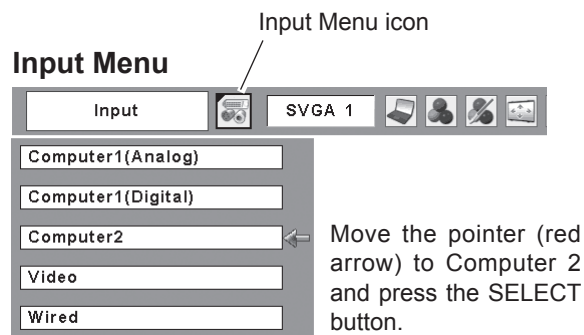 Input Menu icon
Input Menu
Input
SVGA 1
Computer1(Analog)
Computer1(Digital)
Computer2
Video
Wired
Move the pointer (red
arrow) to Computer 2
and press the SELECT
button.